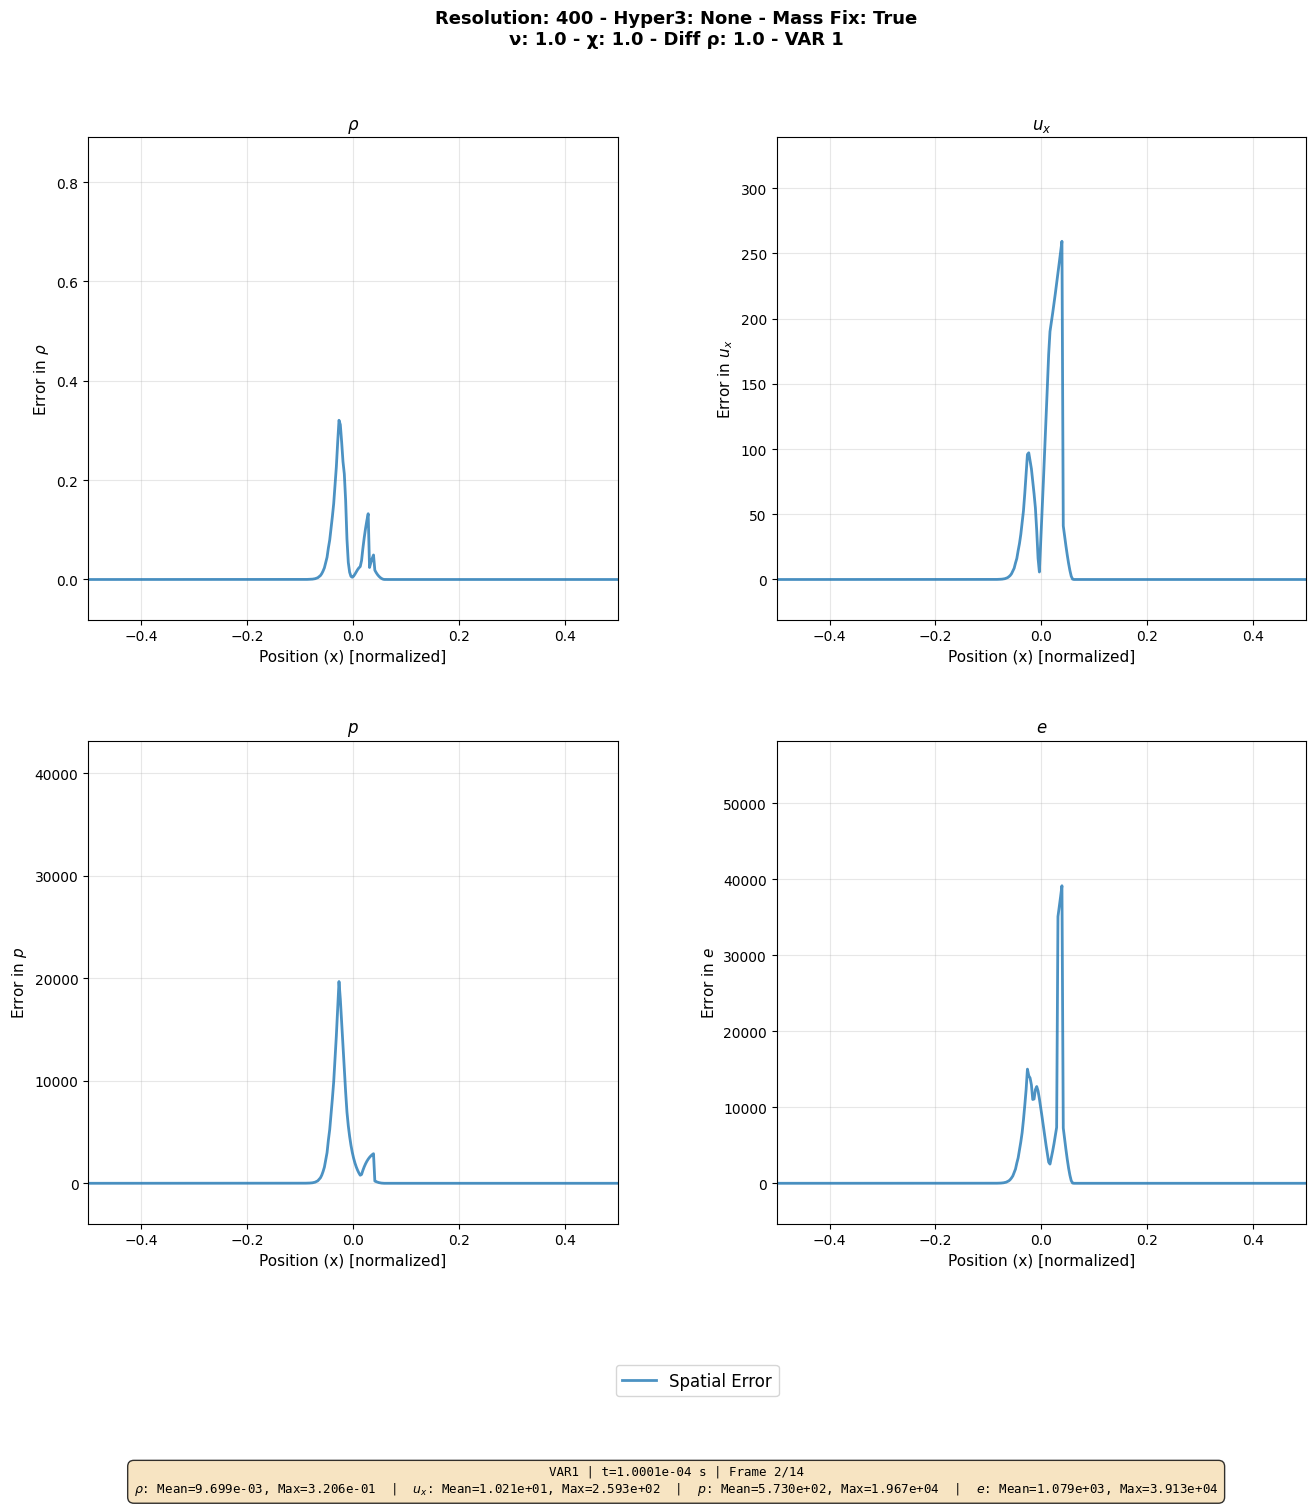 Resolution: 400 - Hyper3: None - Mass Fix: True
ν: 1.0 - χ: 1.0 - Diff ρ: 1.0 - VAR 1
ρ
Error in ρ
0.8
0.6
0.4
0.2
0.0
−0.4 −0.2 0.0 0.2 0.4
Position (x) [normalized]
u_x
Error in u_x
300
250
200
150
100
50
0
−0.4 −0.2 0.0 0.2 0.4
Position (x) [normalized]
p
Error in p
40000
30000
20000
10000
0
−0.4 −0.2 0.0 0.2 0.4
Position (x) [normalized]
e
Error in e
50000
40000
30000
20000
10000
0
−0.4 −0.2 0.0 0.2 0.4
Position (x) [normalized]
Spatial Error
VAR1 | t=1.0001e-04 s | Frame 2/14
ρ: Mean=9.699e-03, Max=3.206e-01 | u_x: Mean=1.021e+01, Max=2.593e+02 | p: Mean=5.730e+02, Max=1.967e+04 | e: Mean=1.079e+03, Max=3.913e+04